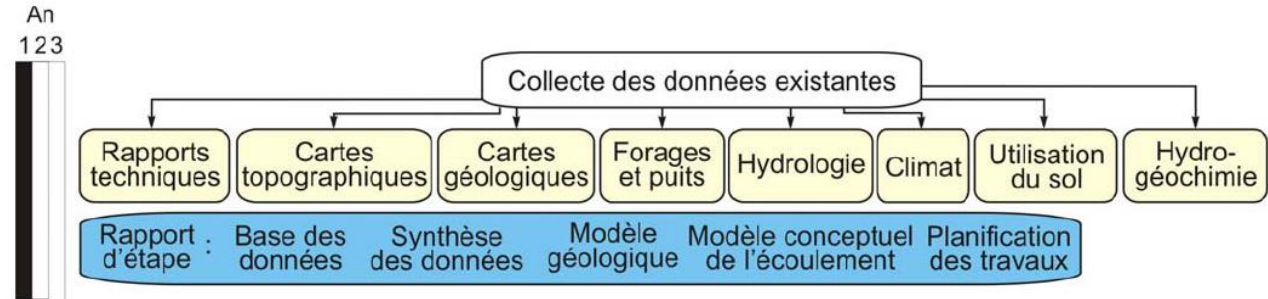 An
1 2 3
Collecte des données existantes
Rapports
techniques
Cartes
topographiques
Cartes
géologiques
Forages
et puits
Hydrologie
Climat
Utilisation
du sol
Hydro-
géochimie
Rapport
d'étape :
Base des
données
Synthèse
des données
Modèle
géologique
Modèle conceptuel
de l'écoulement
Planification
des travaux